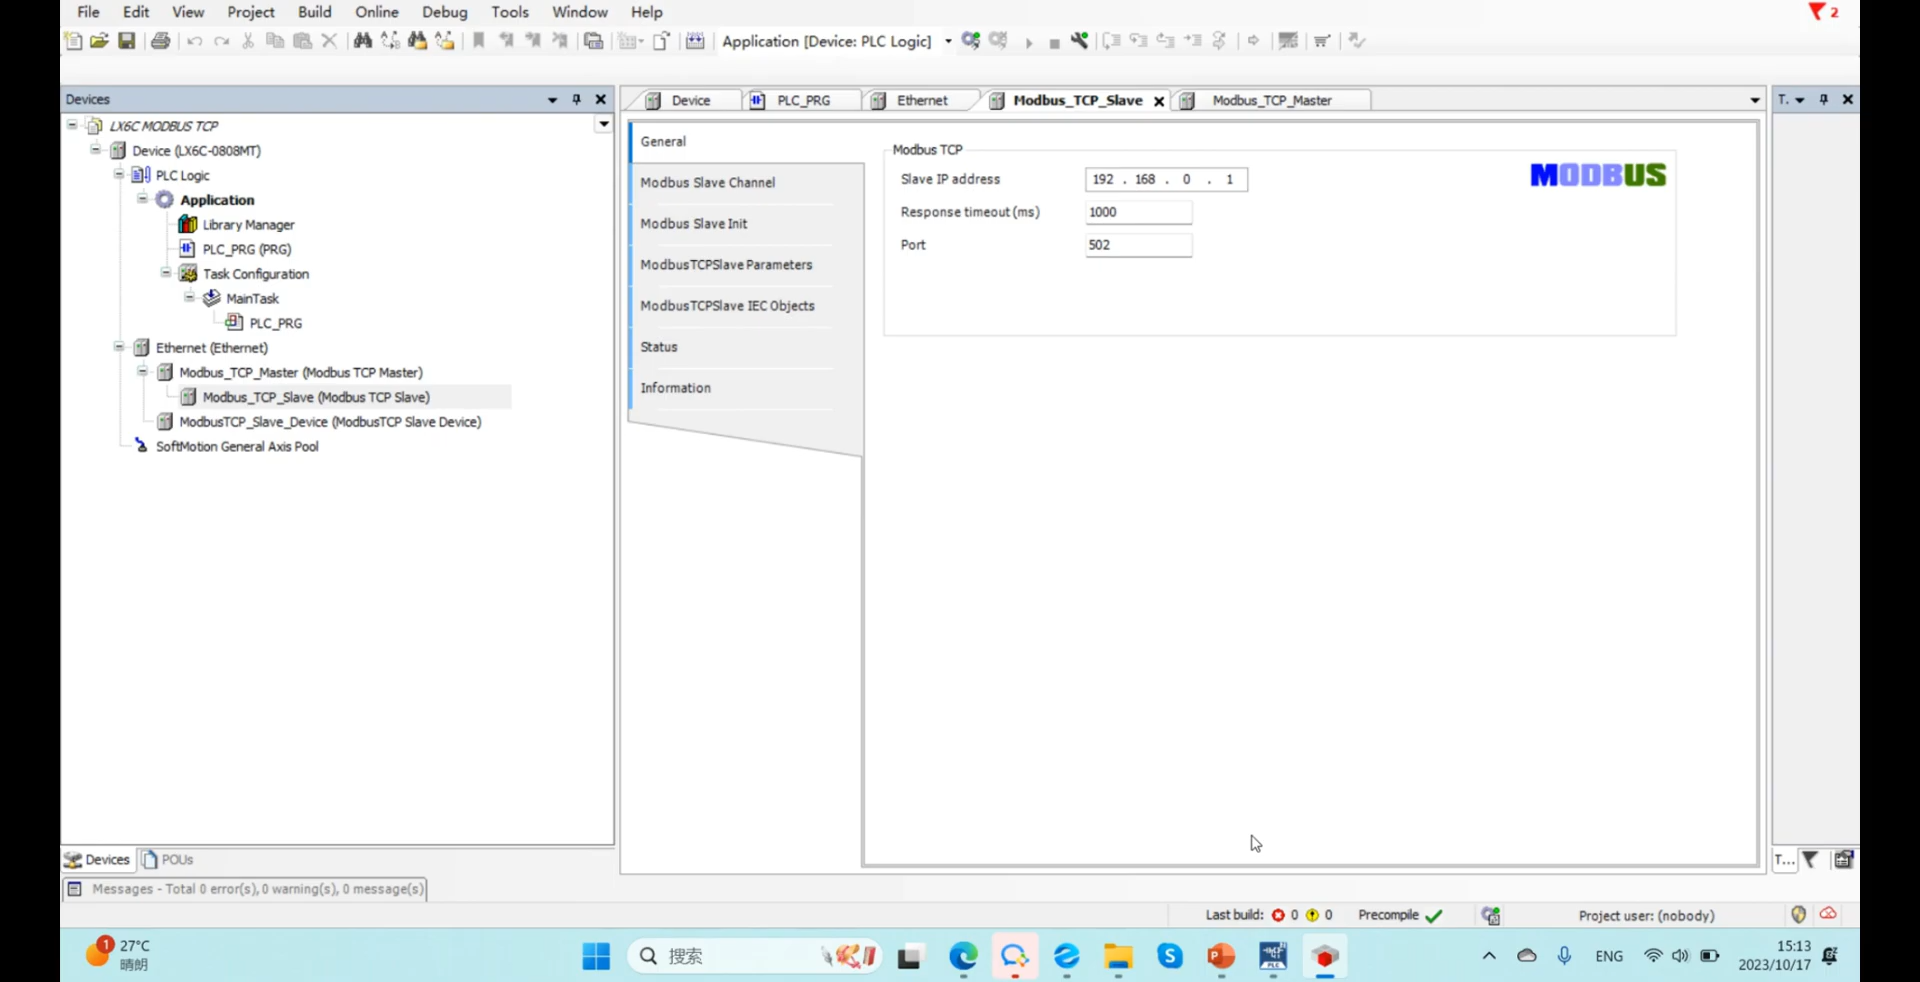 File Edit View Project Build Online Debug Tools Window Help
2
Application [Device: PLC Logic]
Devices
Device PLC_PRG Ethernet Modbus_TCP_Slave Modbus_TCP_Master
T.
LX6C MODBUS TCP
Device (LX6C-0808MT)
PLC Logic
Application
Library Manager
PLC_PRG (PRG)
Task Configuration
MainTask
PLC_PRG
Ethernet (Ethernet)
Modbus_TCP_Master (Modbus TCP Master)
Modbus_TCP_Slave (Modbus TCP Slave)
ModbusTCP_Slave_Device (ModbusTCP Slave Device)
SoftMotion General Axis Pool
General
Modbus Slave Channel
Modbus Slave Init
ModbusTCPSlave Parameters
ModbusTCPSlave IEC Objects
Status
Information
Modbus TCP
Slave IP address 192 . 168 . 0 . 1
Response timeout (ms) 1000
Port 502
MODBUS
Devices POUs
T...
Messages - Total 0 error(s), 0 warning(s), 0 message(s)
Last build: 0 0 Precompile
Project user: (nobody)
1
27°C
晴朗
搜索
ENG
15:13
2023/10/17